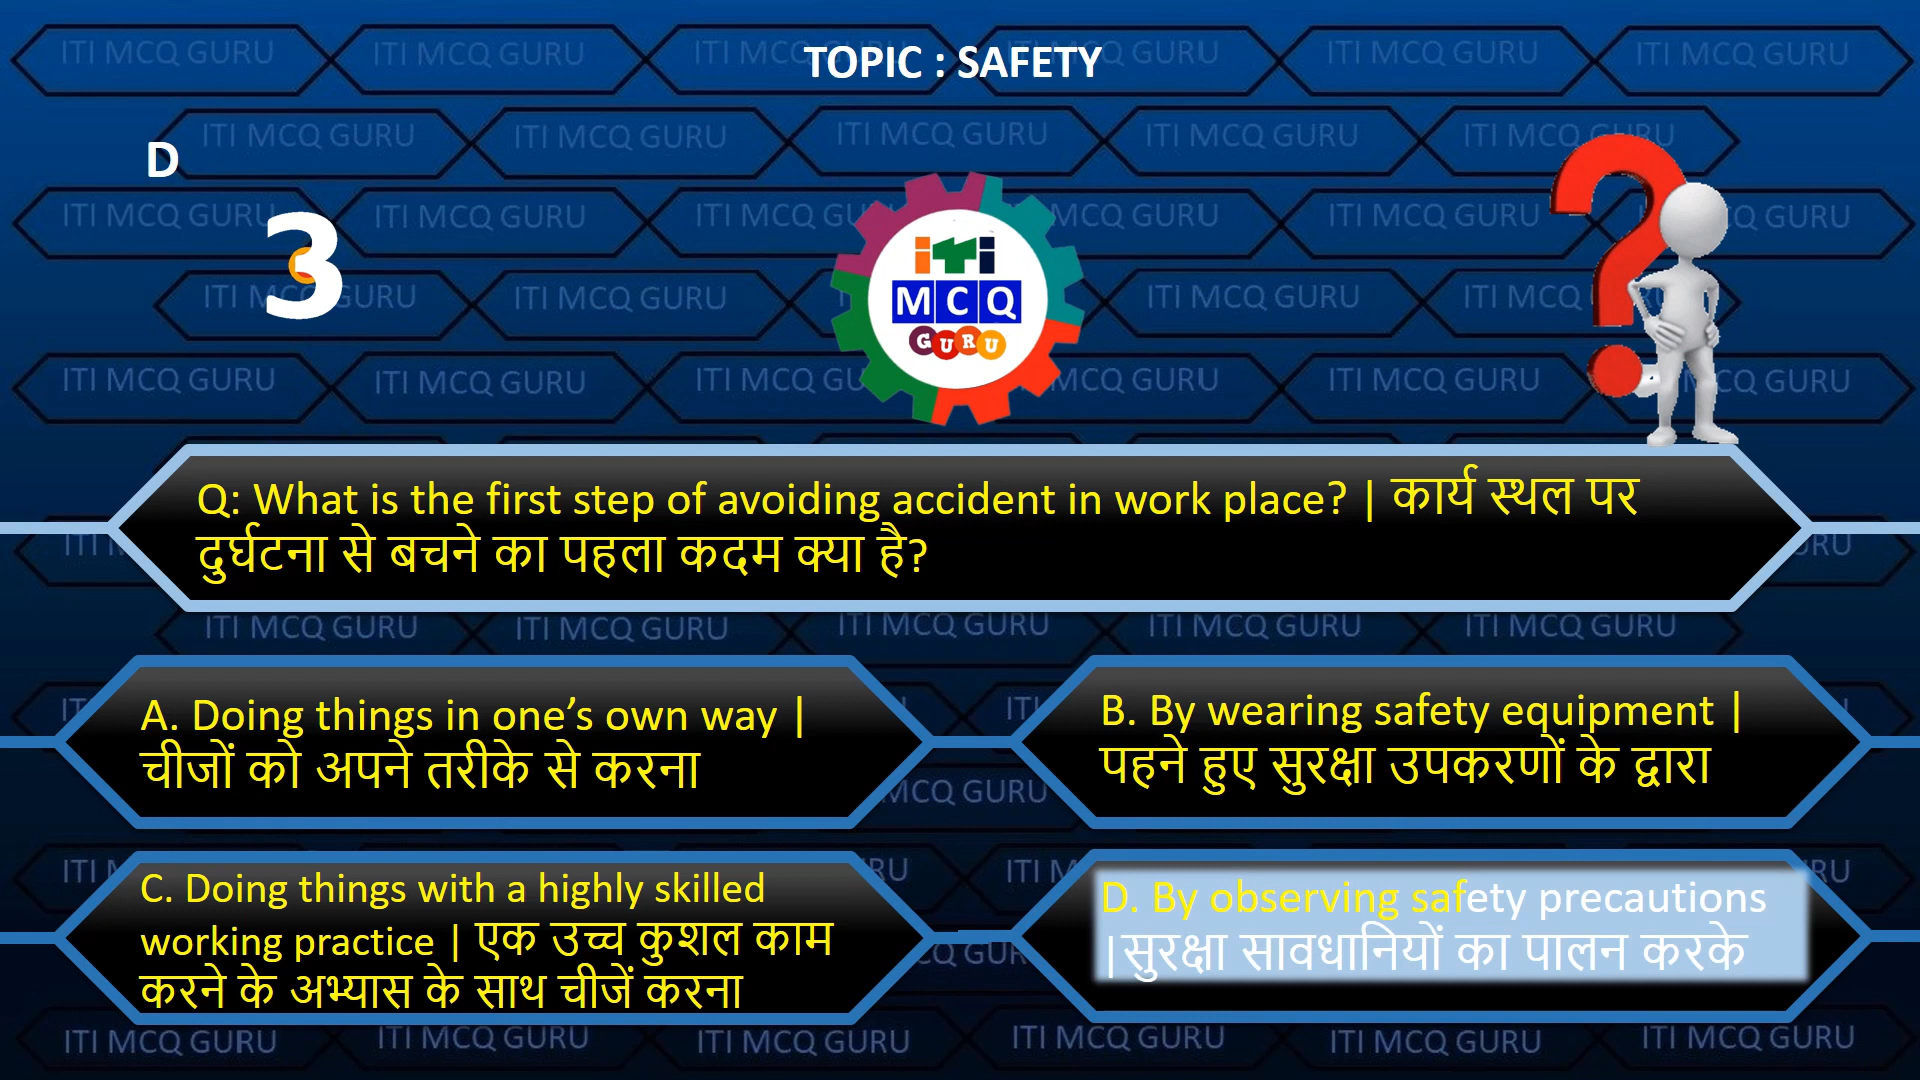 TOPIC : SAFETY
D
3
iTi
MCQ
GURU
Q: What is the first step of avoiding accident in work place? | कार्य स्थल पर
दुर्घटना से बचने का पहला कदम क्या है?
A. Doing things in one’s own way |
चीजों को अपने तरीके से करना
B. By wearing safety equipment |
पहने हुए सुरक्षा उपकरणों के द्वारा
C. Doing things with a highly skilled
working practice | एक उच्च कुशल काम
करने के अभ्यास के साथ चीजें करना
D. By observing safety precautions
|सुरक्षा सावधानियों का पालन करके
ITI MCQ GURU